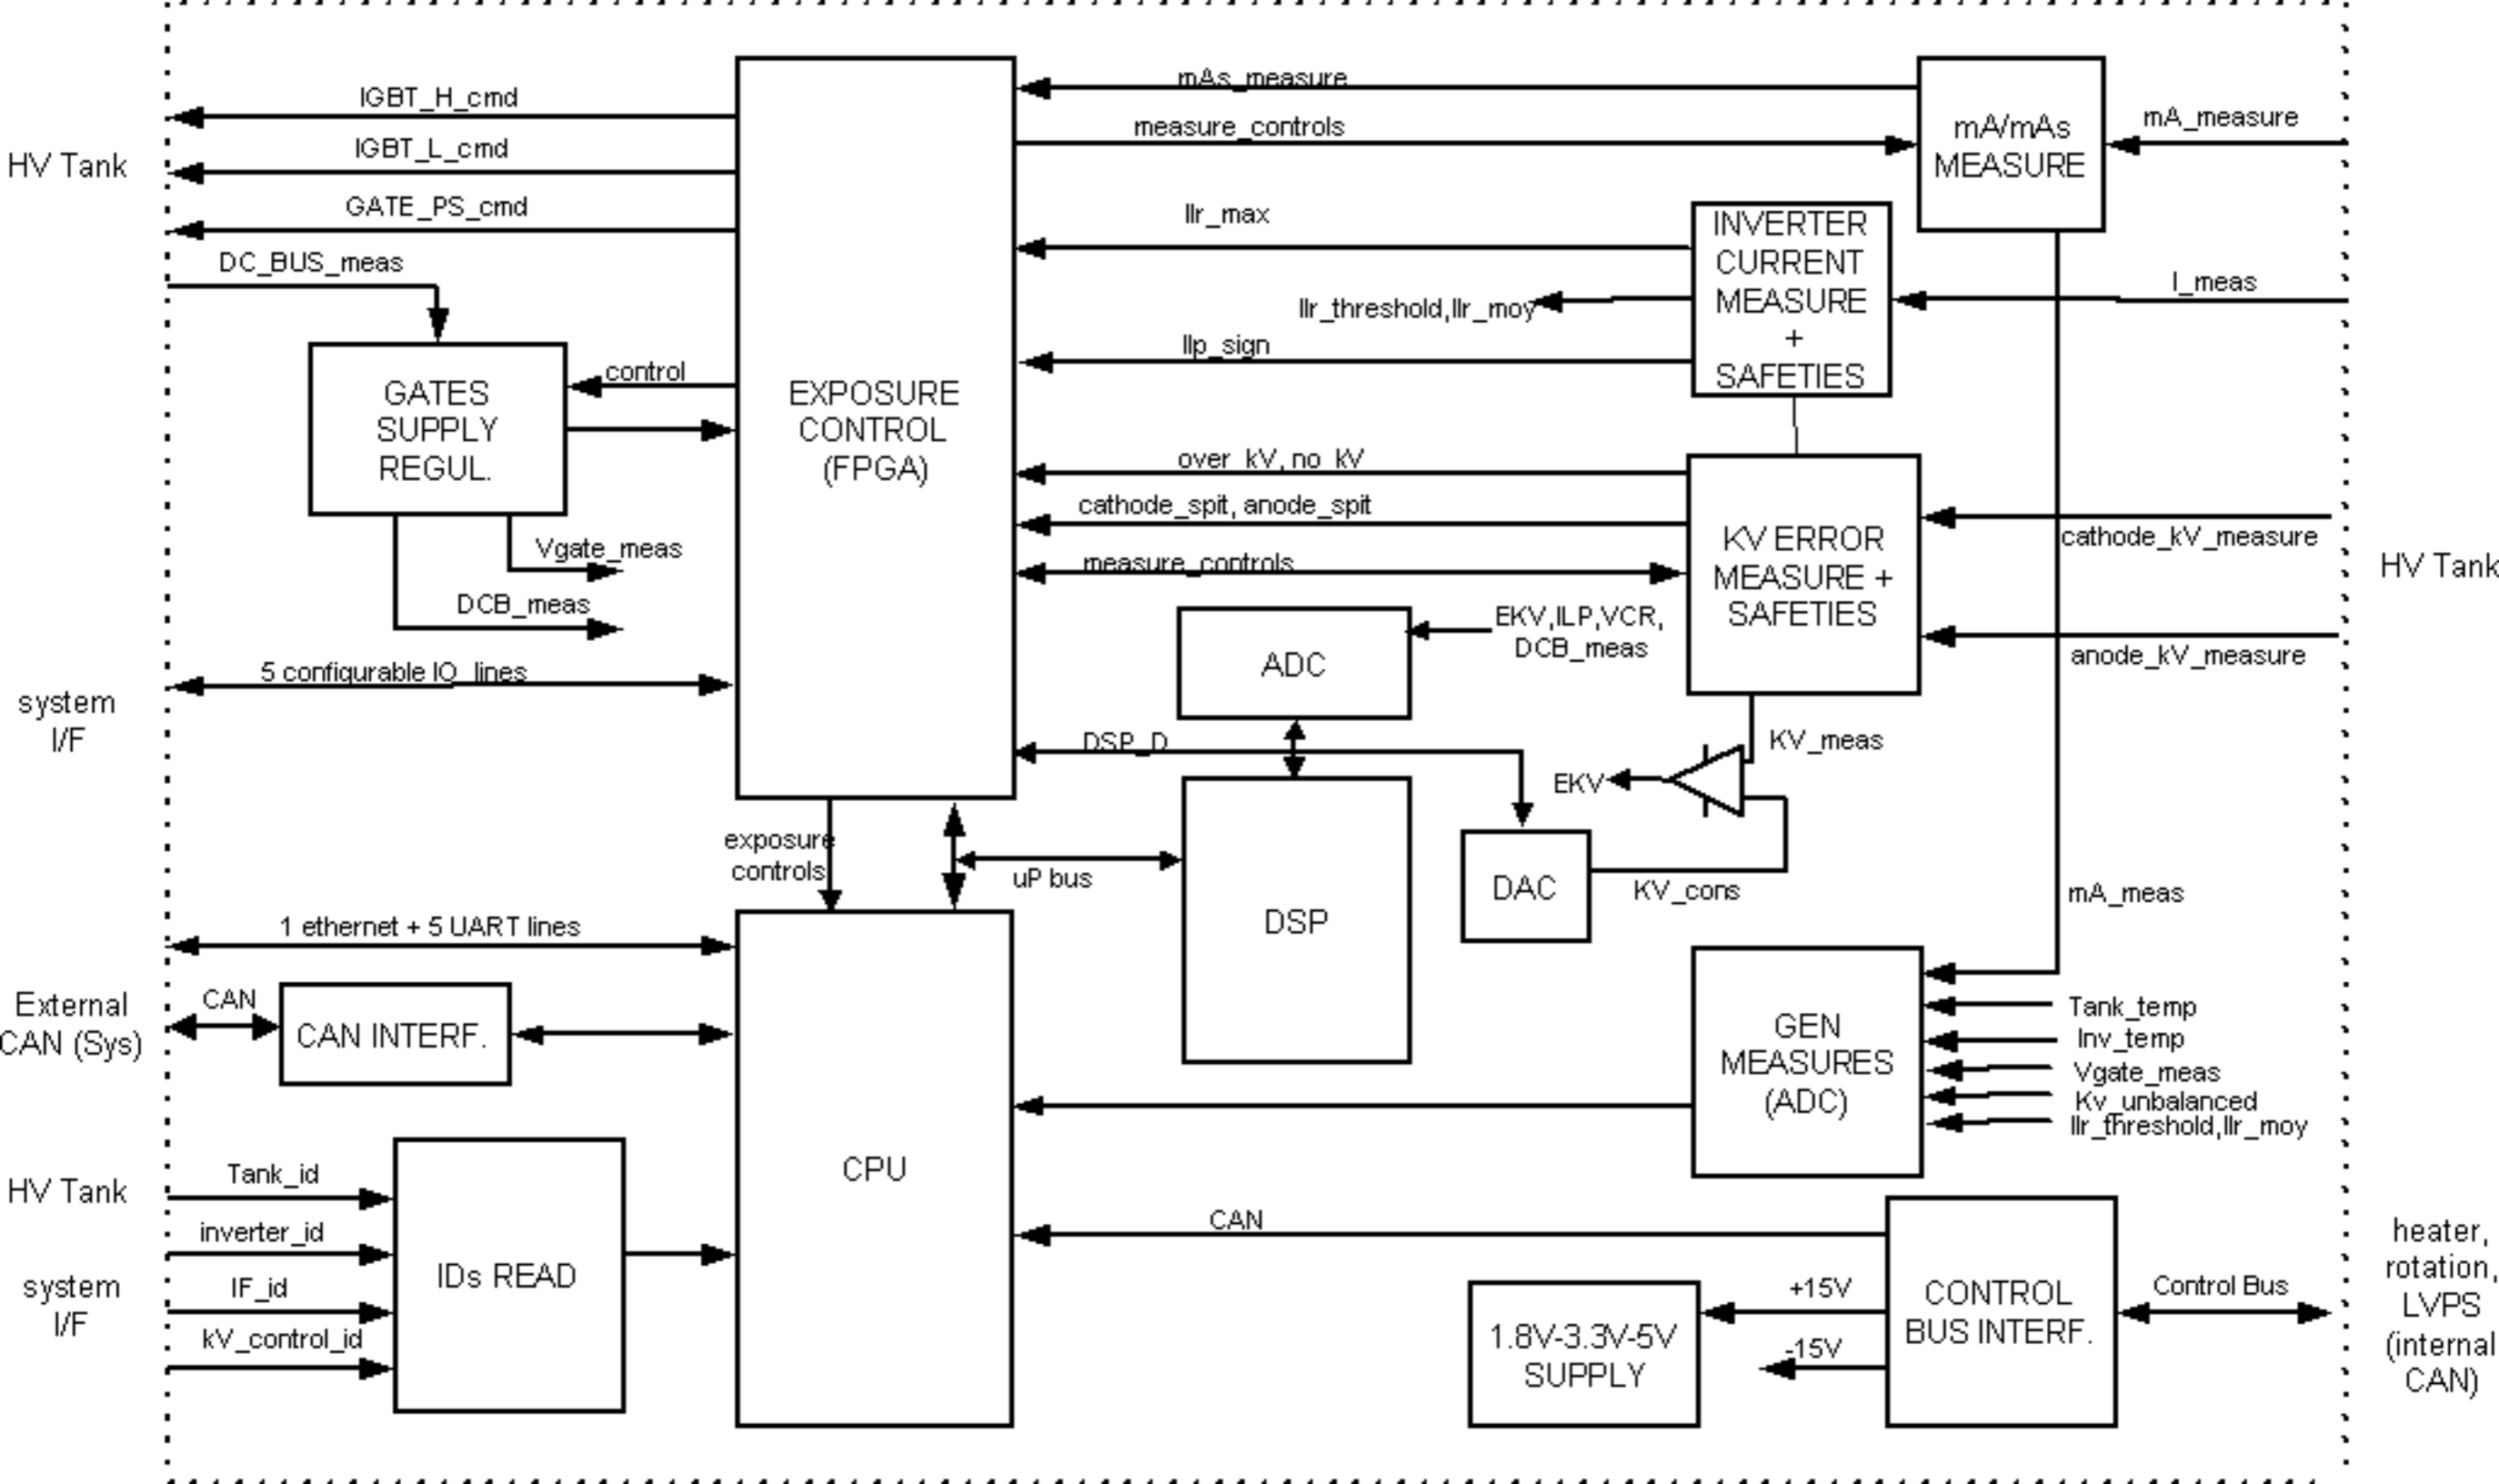 IGBT_H_cmd
IGBT_L_cmd
HV Tank
GATE_PS_cmd
DC_BUS_meas
GATES
SUPPLY
REGUL.
control
Vgate_meas
DCB_meas
5 configurable IO_lines
system
I/F
EXPOSURE
CONTROL
(FPGA)
mAs_measure
measure_controls
mA/mAs
MEASURE
mA_measure
Ilr_max
Ilr_threshold,Ilr_moy
Ilp_sign
INVERTER
CURRENT
MEASURE
+
SAFETIES
I_meas
over_kV, no_kV
cathode_spit, anode_spit
measure_controls
KV ERROR
MEASURE +
SAFETIES
cathode_kV_measure
anode_kV_measure
HV Tank
ADC
EKV,ILP,VCR,
DCB_meas
DSP_D
KV_meas
EKV
DAC
KV_cons
exposure
controls
uP bus
DSP
mA_meas
1 ethernet + 5 UART lines
External
CAN (Sys)
CAN
CAN INTERF.
CPU
GEN
MEASURES
(ADC)
Tank_temp
Inv_temp
Vgate_meas
Kv_unbalanced
Ilr_threshold,Ilr_moy
HV Tank
Tank_id
inverter_id
system
I/F
IF_id
kV_control_id
IDs READ
CAN
1.8V-3.3V-5V
SUPPLY
+15V
-15V
CONTROL
BUS INTERF.
Control Bus
heater,
rotation,
LVPS
(internal
CAN)